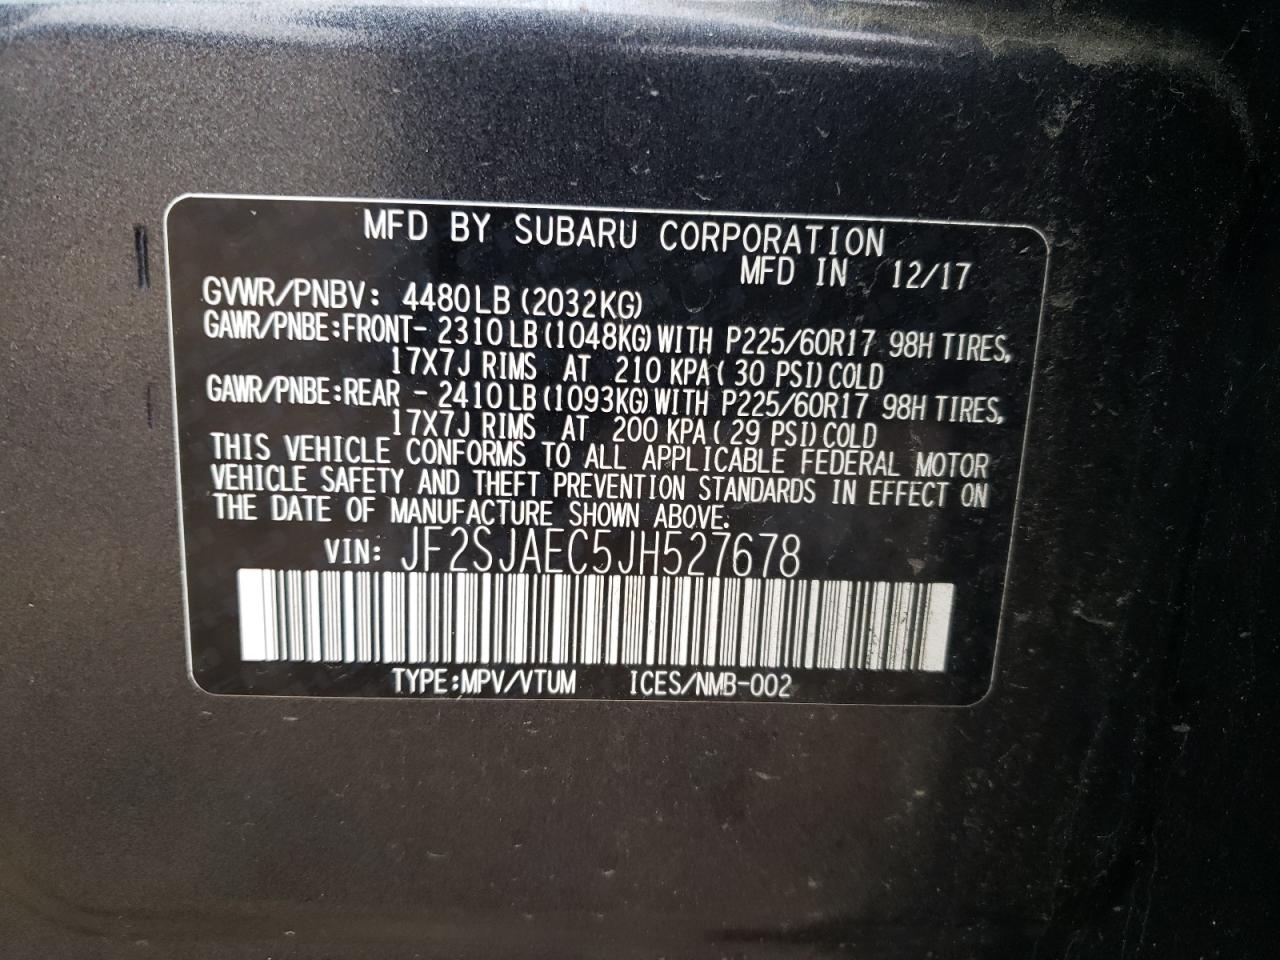 MFD BY SUBARU CORPORATION
MFD IN 12/17
GVWR/PNBV: 4480LB (2032KG)
GAWR/PNBE:FRONT- 2310LB(1048KG)WITH P225/60R17 98H TIRES,
17X7J RIMS AT 210 KPA( 30 PSI)COLD
GAWR/PNBE:REAR - 2410LB(1093KG)WITH P225/60R17 98H TIRES,
17X7J RIMS AT 200 KPA( 29 PSI)COLD
THIS VEHICLE CONFORMS TO ALL APPLICABLE FEDERAL MOTOR
VEHICLE SAFETY AND THEFT PREVENTION STANDARDS IN EFFECT ON
THE DATE OF MANUFACTURE SHOWN ABOVE.
VIN: JF2SJAEC5JH527678
TYPE:MPV/VTUM ICES/NMB-002